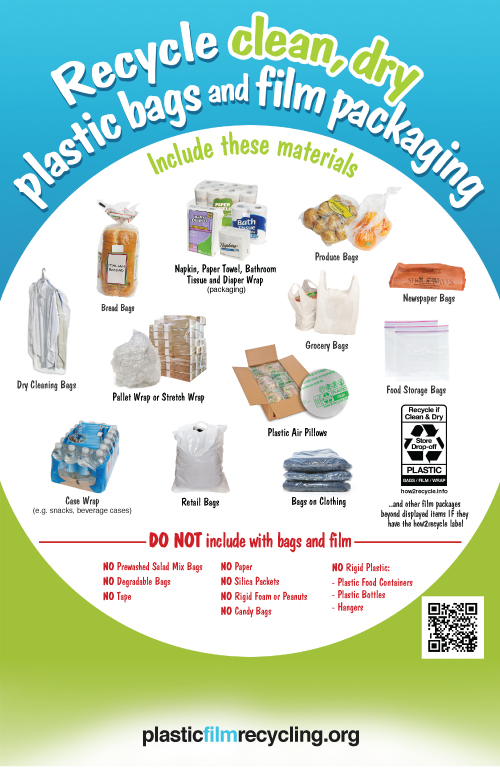 Recycle clean, dry
plastic bags and film packaging
Include these materials
PAPER
Bath
Tissue
Napkin, Paper Towel, Bathroom
Tissue and Diaper Wrap
(packaging)
Produce Bags
Bread Bags
Newspaper Bags
Grocery Bags
Dry Cleaning Bags
Pallet Wrap or Stretch Wrap
Plastic Air Pillows
Food Storage Bags
Recycle if
Clean & Dry
Store
Drop-off
PLASTIC
BAGS / FILM / WRAP
how2recycle.info
Case Wrap
(e.g. snacks, beverage cases)
Retail Bags
Bags on Clothing
...and other film packages
beyond displayed items IF they
have the how2recycle label
DO NOT include with bags and film
NO Prewashed Salad Mix Bags
NO Degradable Bags
NO Tape
NO Paper
NO Silica Packets
NO Rigid Foam or Peanuts
NO Candy Bags
NO Rigid Plastic:
- Plastic Food Containers
- Plastic Bottles
- Hangers
plasticfilmrecycling.org